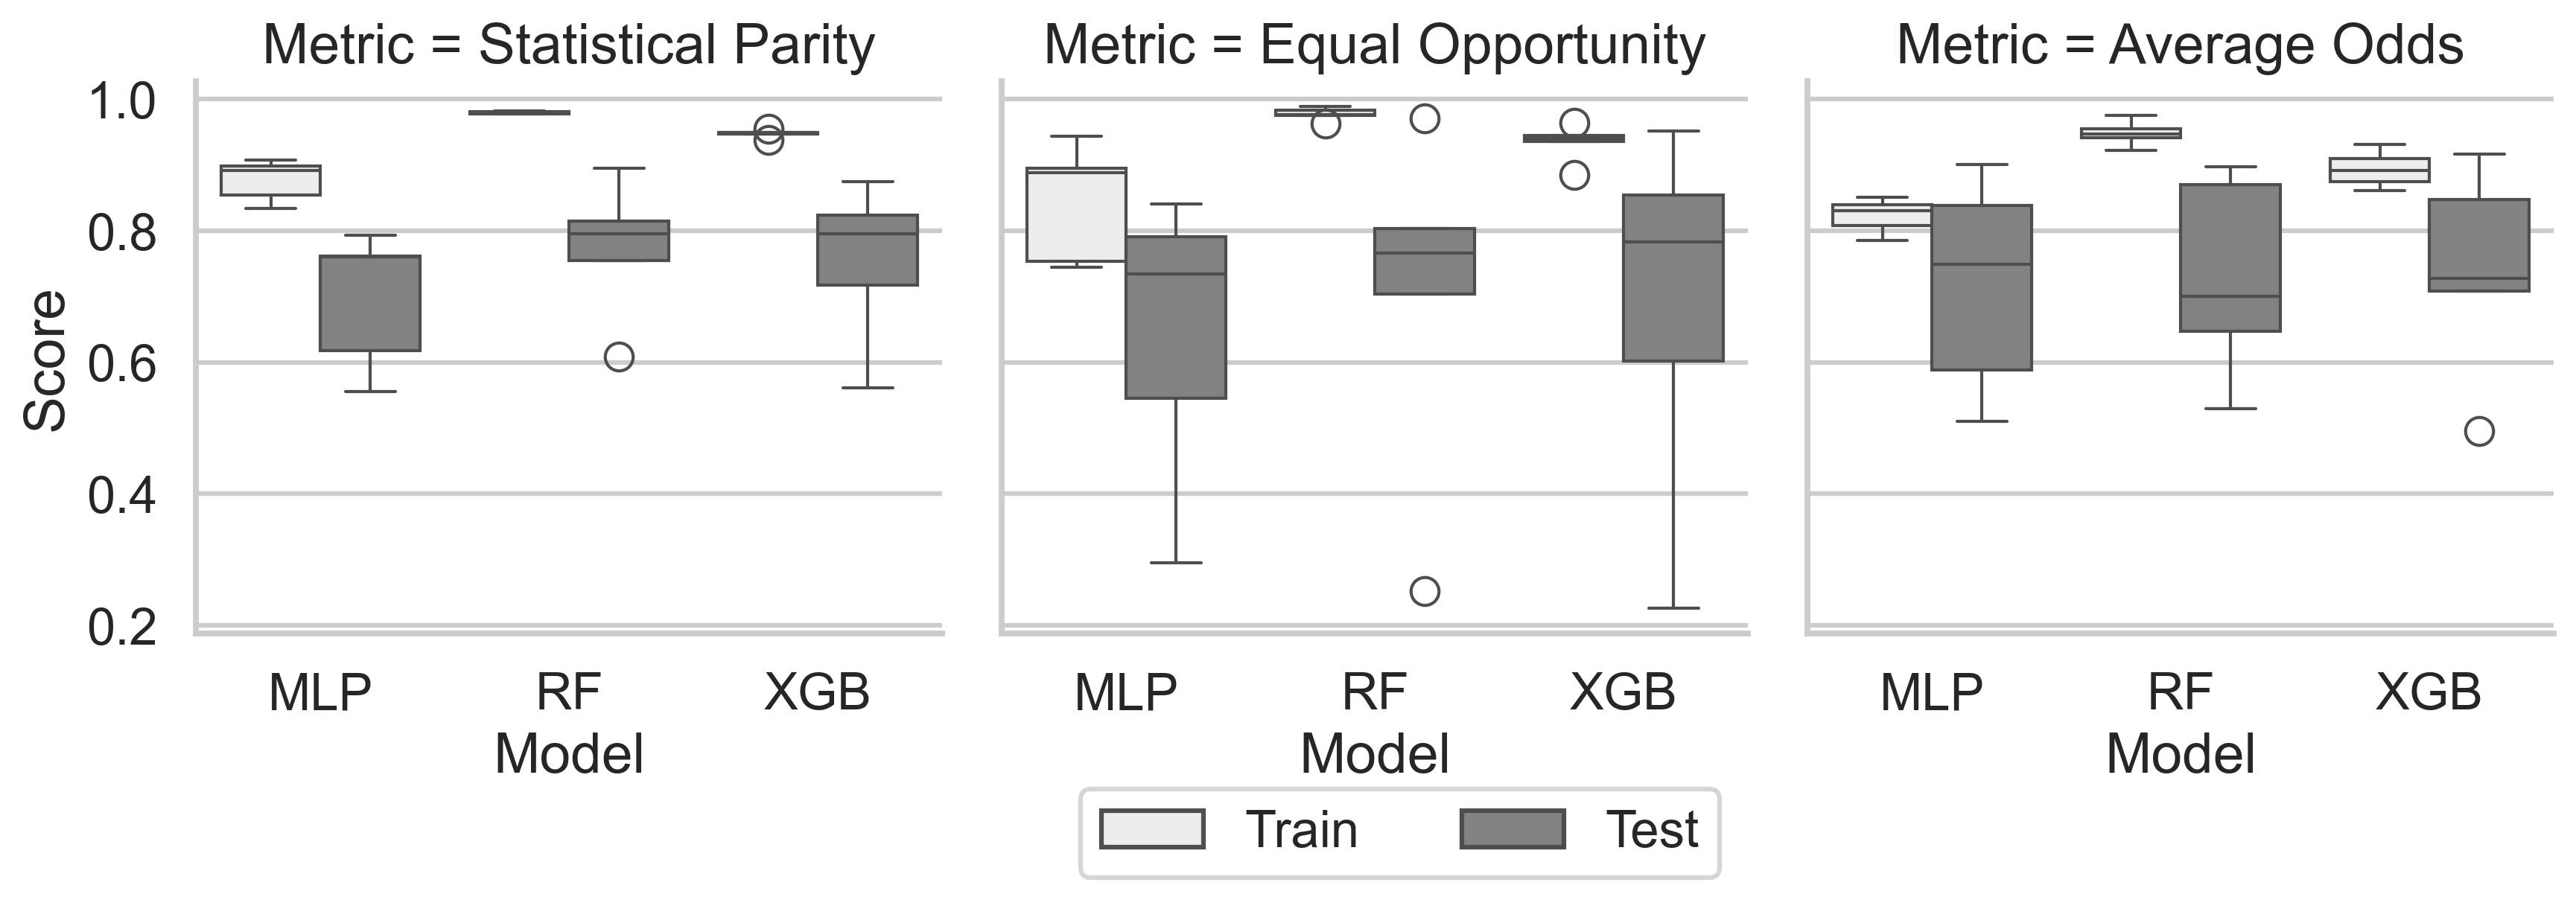 Metric = Statistical Parity
Metric = Equal Opportunity
Metric = Average Odds
Score
1.0
0.8
0.6
0.4
0.2
MLP RF XGB
MLP RF XGB
MLP RF XGB
Model
Model
Model
Train Test